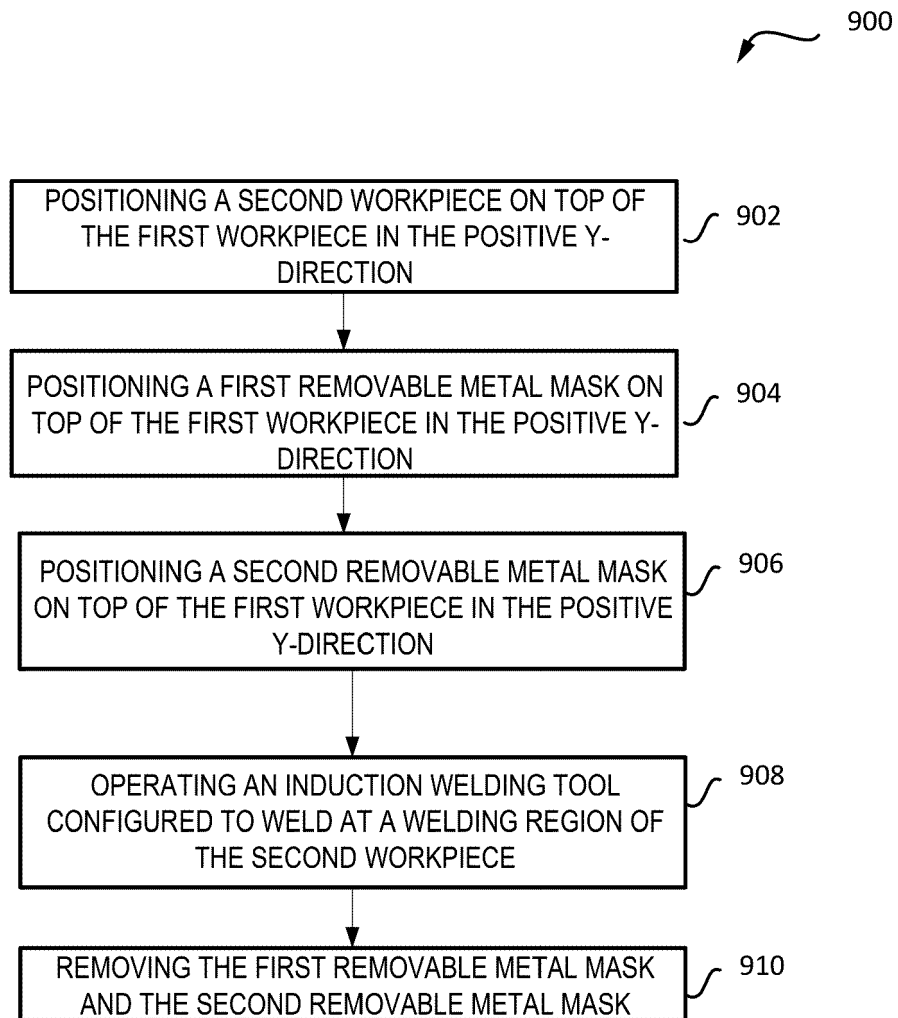 900
POSITIONING A SECOND WORKPIECE ON TOP OF
THE FIRST WORKPIECE IN THE POSITIVE Y-
DIRECTION
902
POSITIONING A FIRST REMOVABLE METAL MASK ON
TOP OF THE FIRST WORKPIECE IN THE POSITIVE Y-
DIRECTION
904
POSITIONING A SECOND REMOVABLE METAL MASK
ON TOP OF THE FIRST WORKPIECE IN THE POSITIVE
Y-DIRECTION
906
OPERATING AN INDUCTION WELDING TOOL
CONFIGURED TO WELD AT A WELDING REGION OF
THE SECOND WORKPIECE
908
REMOVING THE FIRST REMOVABLE METAL MASK
AND THE SECOND REMOVABLE METAL MASK
910